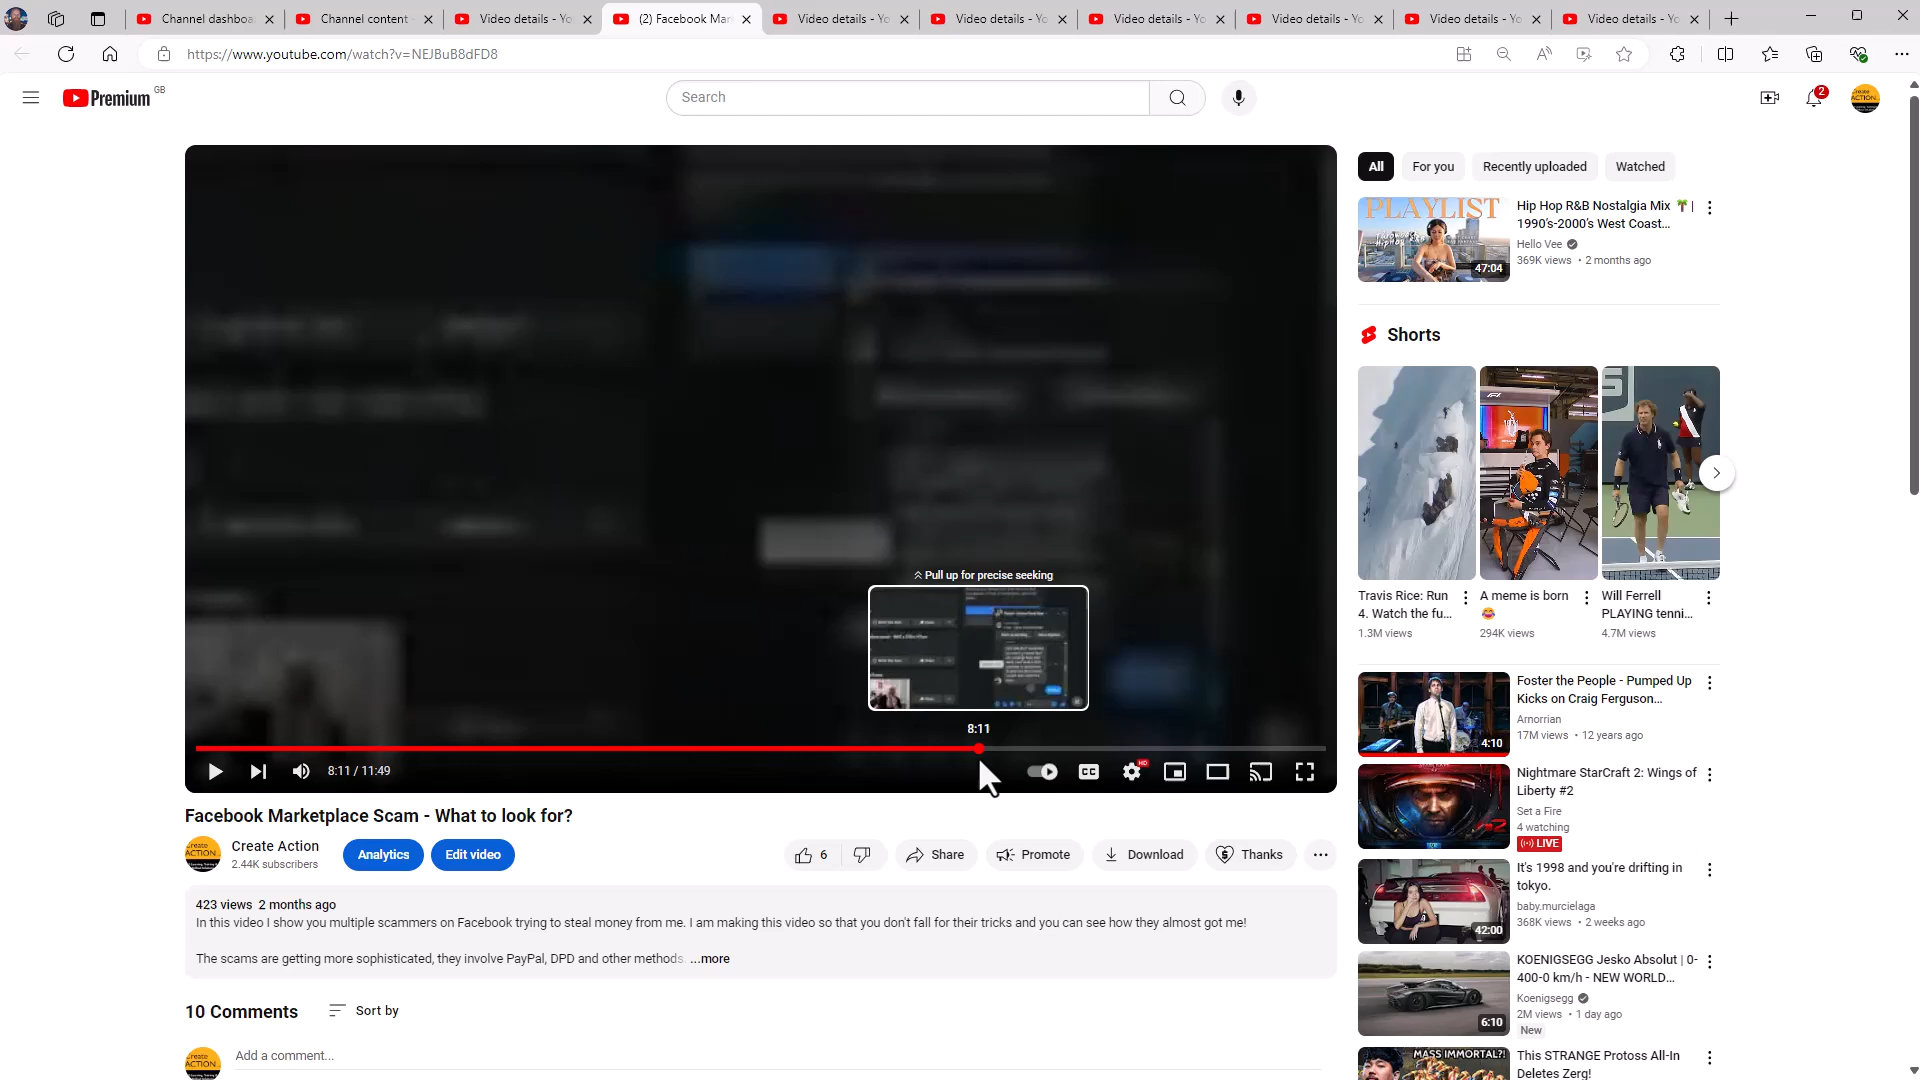 Channel dashboa
Channel content -
Video details - Yo
(2) Facebook Mar
Video details - Yo
Video details - Yo
Video details - Yo
Video details - Yo
Video details - Yo
Video details - Yo
https://www.youtube.com/watch?v=NEJBuB8dFD8
Premium GB
Search
2
Create
ACTION
All
For you
Recently uploaded
Watched
PLAYLIST
47:04
Hip Hop R&B Nostalgia Mix 🌴 |
1990's-2000's West Coast...
Hello Vee
369K views • 2 months ago
Shorts
Travis Rice: Run
4. Watch the fu...
1.3M views
A meme is born
😂
294K views
Will Ferrell
PLAYING tenni...
4.7M views
Pull up for precise seeking
8:11
8:11 / 11:49
CC
HD
Facebook Marketplace Scam - What to look for?
Create
ACTION
Create Action
2.44K subscribers
Analytics
Edit video
6
Share
Promote
Download
Thanks
423 views 2 months ago
In this video I show you multiple scammers on Facebook trying to steal money from me. I am making this video so that you don't fall for their tricks and you can see how they almost got me!
The scams are getting more sophisticated, they involve PayPal, DPD and other methods. ...more
10 Comments
Sort by
Create
ACTION
Add a comment...
4:10
Foster the People - Pumped Up
Kicks on Craig Ferguson...
Arnorrian
17M views • 12 years ago
Nightmare StarCraft 2: Wings of
Liberty #2
Set a Fire
4 watching
LIVE
42:00
It's 1998 and you're drifting in
tokyo.
baby.murcielaga
368K views • 2 weeks ago
6:10
KOENIGSEGG Jesko Absolut | 0-
400-0 km/h - NEW WORLD...
Koenigsegg
2M views • 1 day ago
New
MASS IMMORTAL?!
This STRANGE Protoss All-In
Deletes Zerg!